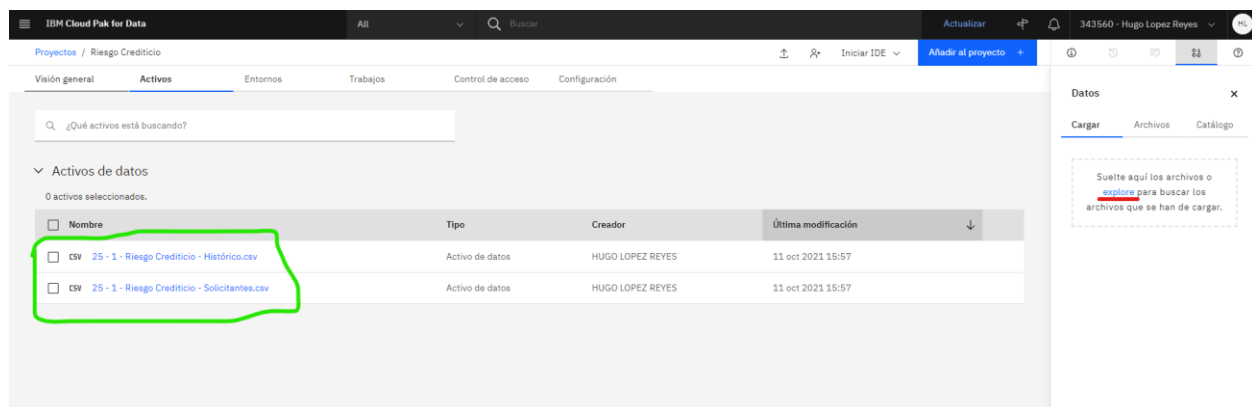 IBM Cloud Pak for Data
All
Buscar
Actualizar
343560 - Hugo Lopez Reyes
HL
Proyectos / Riesgo Crediticio
Iniciar IDE
Añadir al proyecto +
Visión general
Activos
Entornos
Trabajos
Control de acceso
Configuración
¿Qué activos está buscando?
Activos de datos
0 activos seleccionados.
Nombre Tipo Creador Última modificación
CSV 25 - 1 - Riesgo Crediticio - Histórico.csv Activo de datos HUGO LOPEZ REYES 11 oct 2021 15:57
CSV 25 - 1 - Riesgo Crediticio - Solicitantes.csv Activo de datos HUGO LOPEZ REYES 11 oct 2021 15:57
Datos
Cargar
Archivos
Catálogo
Suelte aquí los archivos o
explore para buscar los
archivos que se han de cargar.